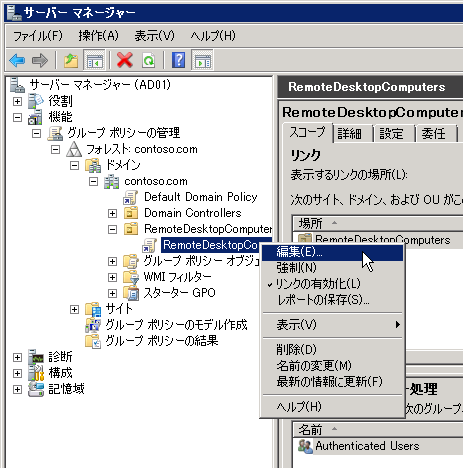 サーバー マネージャー
ファイル(F) 操作(A) 表示(V) ヘルプ(H)
サーバー マネージャー (AD01)
役割
機能
グループ ポリシーの管理
フォレスト: contoso.com
ドメイン
contoso.com
Default Domain Policy
Domain Controllers
RemoteDesktopComputer
RemoteDesktopCo
グループ ポリシー オブジェ
WMI フィルター
スターター GPO
サイト
グループ ポリシーのモデル作成
グループ ポリシーの結果
診断
構成
記憶域
RemoteDesktopComputers
RemoteDesktopComputers
スコープ 詳細 設定 委任
リンク
表示するリンクの場所(L):
次のサイト、ドメイン、および OU がこ
場所
RemoteDesktopComputers
編集(E)...
強制(N)
リンクの有効化(L)
レポートの保存(S)...
表示(V)
削除(D)
名前の変更(M)
最新の情報に更新(F)
ヘルプ(H)
ー処理
次のグループ、
名前
Authenticated Users